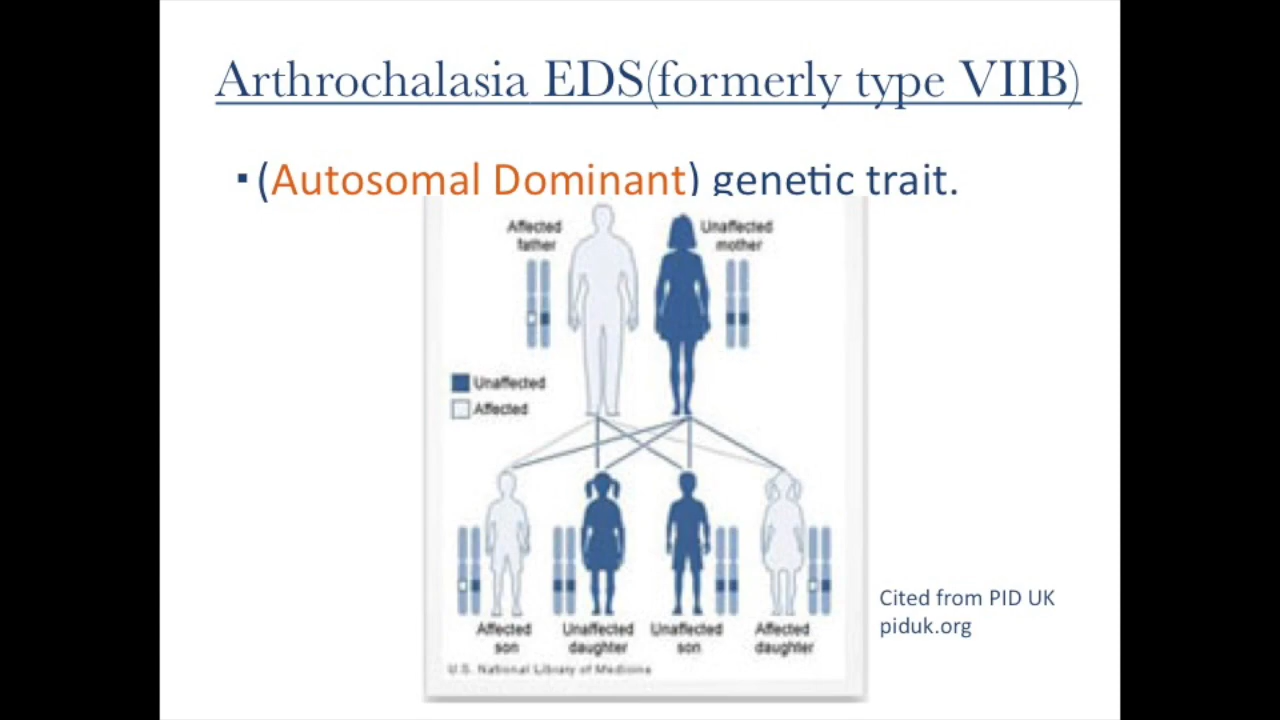 Arthrochalasia EDS(formerly type VIIB)
▪ (Autosomal Dominant) genetic trait.
Affected
father
Unaffected
mother
Unaffected
Affected
Affected
son
Unaffected
daughter
Unaffected
son
Affected
daughter
U.S. National Library of Medicine
Cited from PID UK
piduk.org